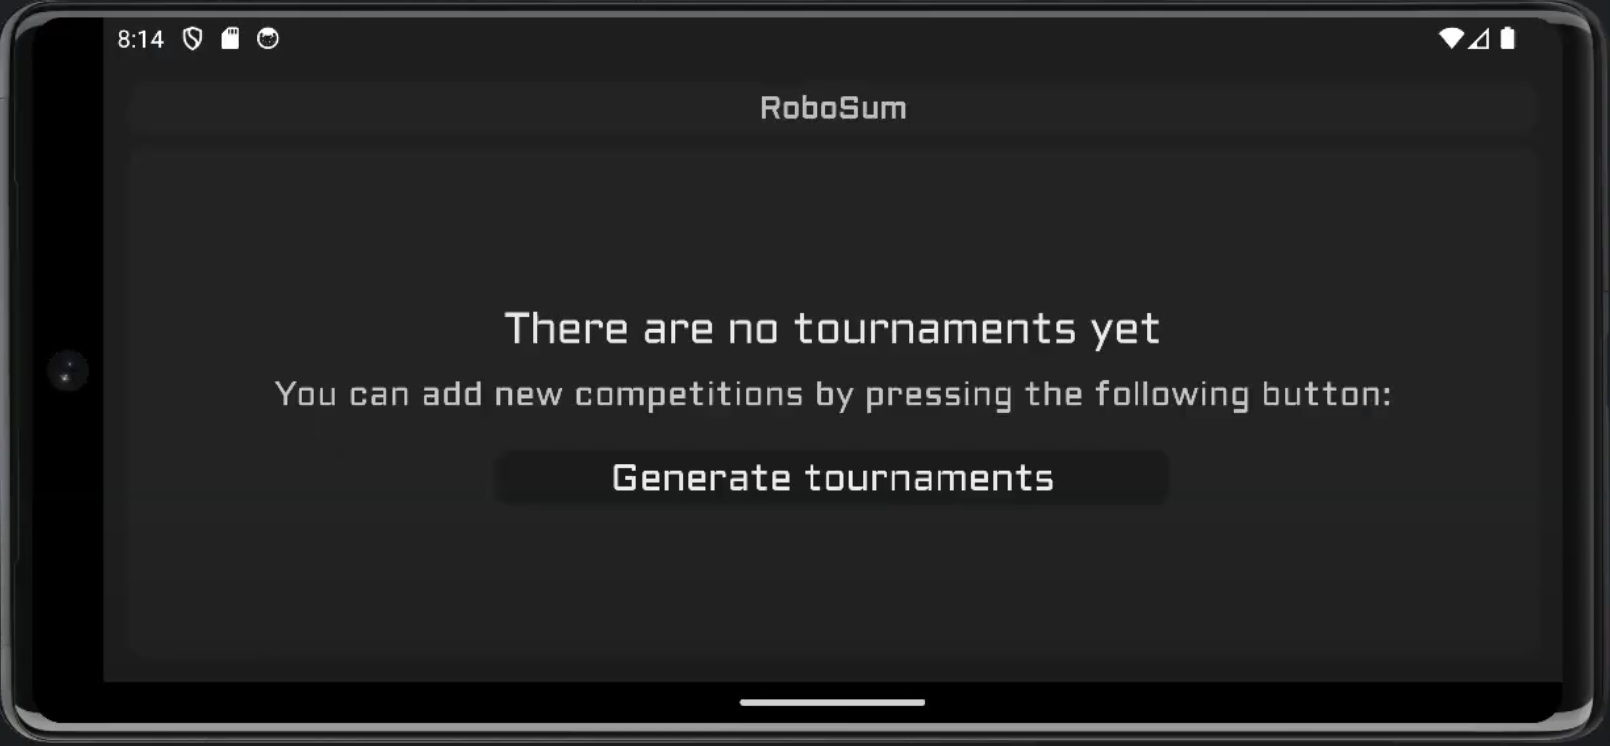 8:14
RoboSum
There are no tournaments yet
You can add new competitions by pressing the following button:
Generate tournaments